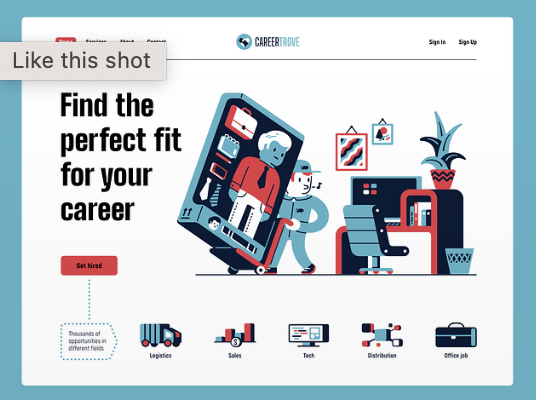 Home Services About Contact
CAREERTROVE
Sign In Sign Up
Like this shot
Find the
perfect fit
for your
career
Get hired
Thousands of
opportunities in
different fields
Logistics
Sales
Tech
Distribution
Office job